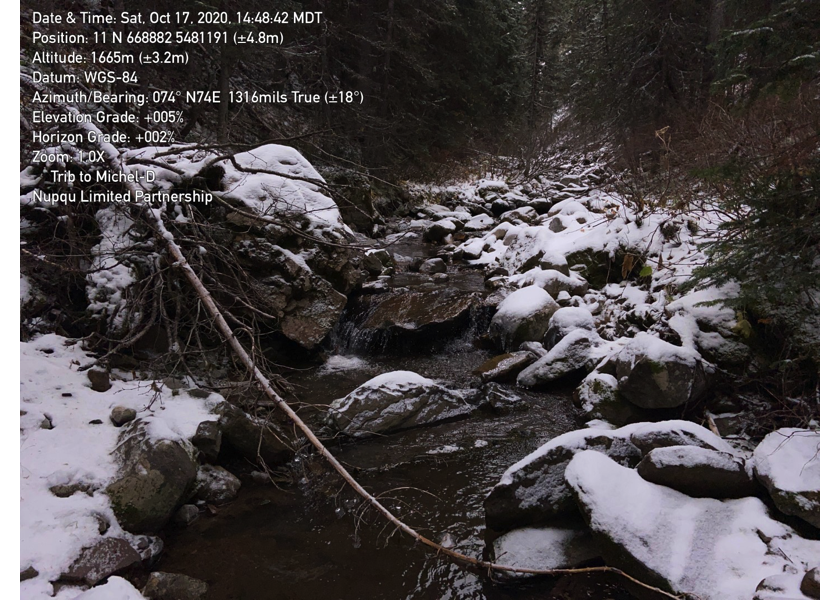 Date & Time: Sat, Oct 17, 2020, 14:48:42 MDT
Position: 11 N 668882 5481191 (±4.8m)
Altitude: 1665m (±3.2m)
Datum: WGS-84
Azimuth/Bearing: 074° N74E 1316mils True (±18°)
Elevation Grade: +005%
Horizon Grade: +002%
Zoom: 1.0X
Trib to Michel-D
Nupqu Limited Partnership